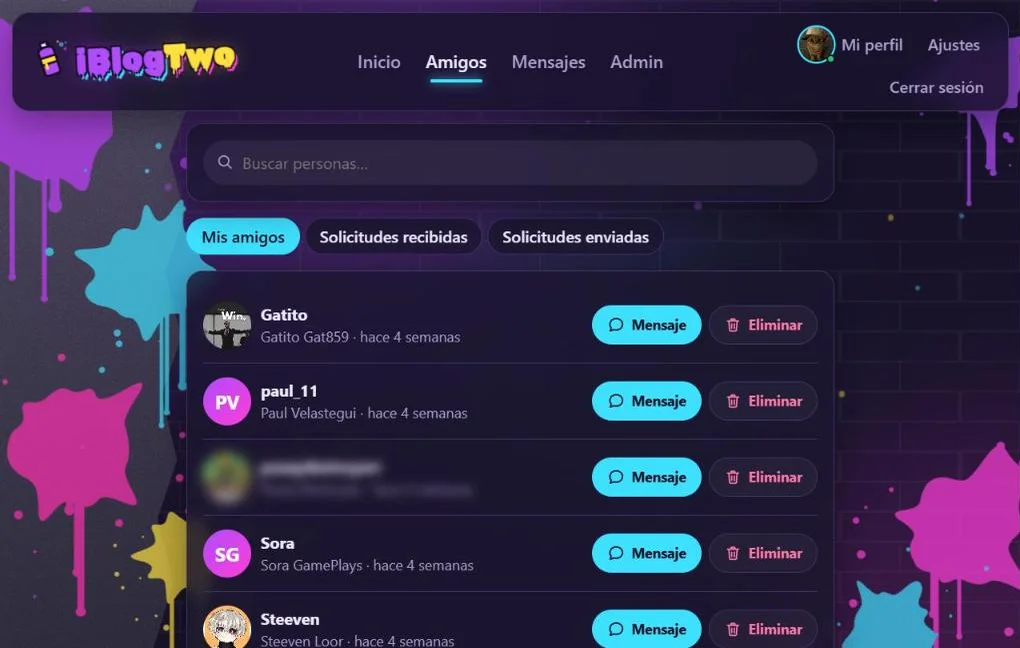 iBlogTwo
Inicio
Amigos
Mensajes
Admin
Mi perfil
Ajustes
Cerrar sesión
Buscar personas...
Mis amigos
Solicitudes recibidas
Solicitudes enviadas
Win.
Gatito
Gatito Gat859 · hace 4 semanas
Mensaje
Eliminar
PV
paul_11
Paul Velastegui · hace 4 semanas
Mensaje
Eliminar
Mensaje
Eliminar
SG
Sora
Sora GamePlays · hace 4 semanas
Mensaje
Eliminar
Steeven
Steeven Loor · hace 4 semanas
Mensaje
Eliminar